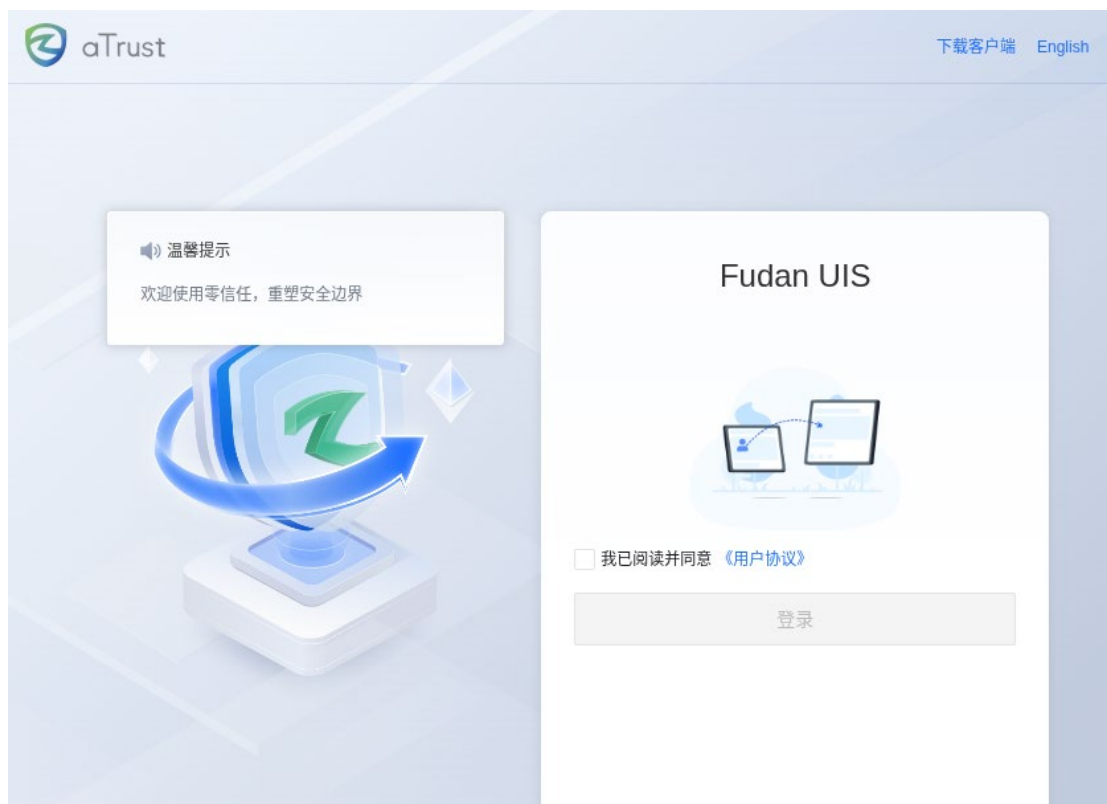 aTrust
下载客户端 English
温馨提示
欢迎使用零信任，重塑安全边界
Fudan UIS
我已阅读并同意 《用户协议》
登录